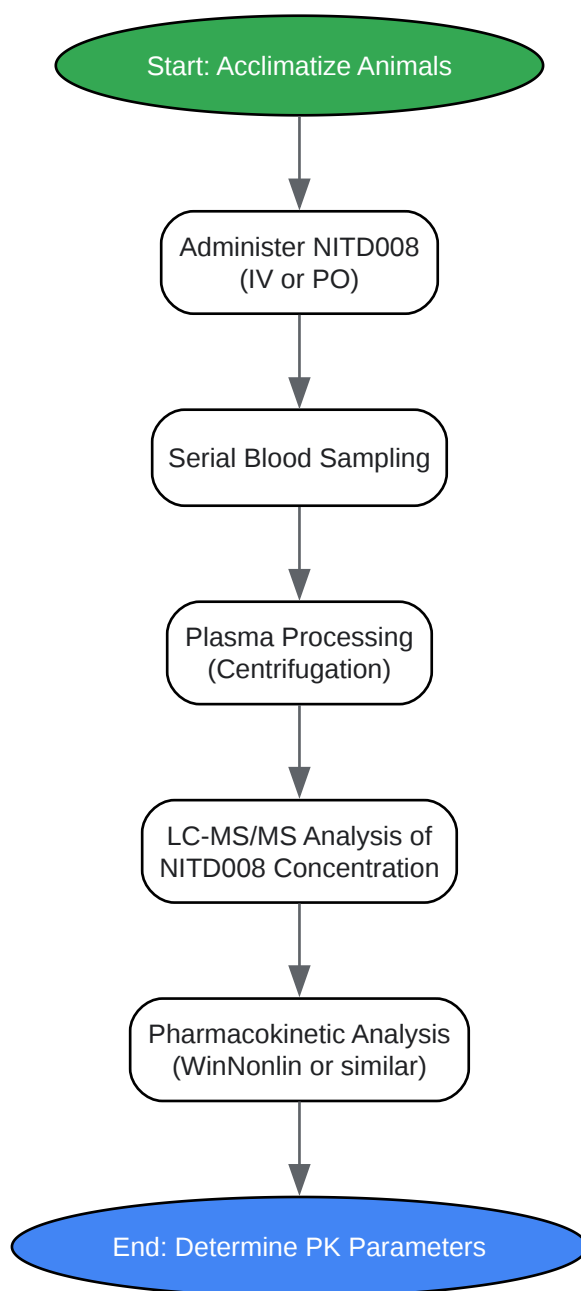 Start: Acclimatize Animals
Administer NITD008
(IV or PO)
Serial Blood Sampling
Plasma Processing
(Centrifugation)
LC-MS/MS Analysis of
NITD008 Concentration
Pharmacokinetic Analysis
(WinNonlin or similar)
End: Determine PK Parameters